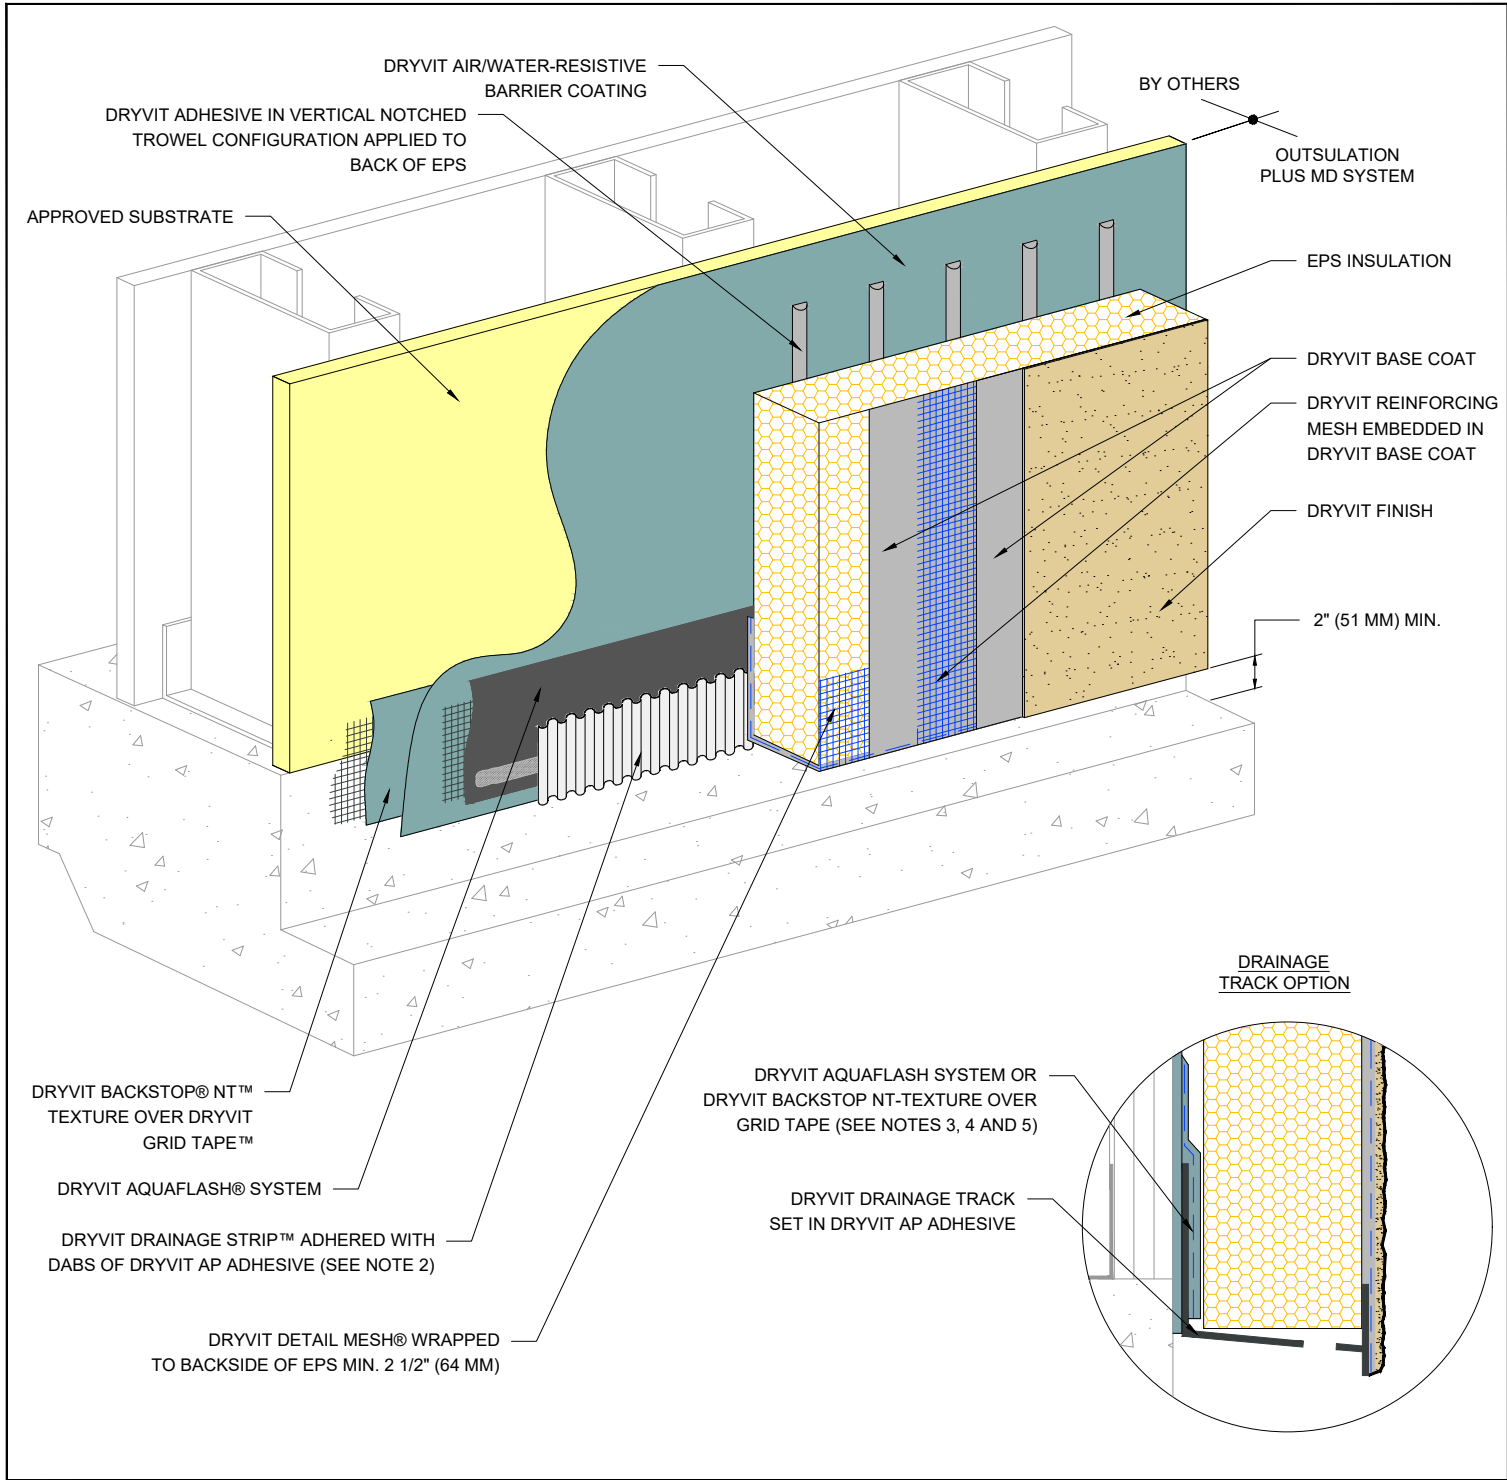 DRYVIT AIR/WATER-RESISTIVE
BARRIER COATING
BY OTHERS
DRYVIT ADHESIVE IN VERTICAL NOTCHED
TROWEL CONFIGURATION APPLIED TO
BACK OF EPS
OUTSULATION
PLUS MD SYSTEM
APPROVED SUBSTRATE
EPS INSULATION
DRYVIT BASE COAT
DRYVIT REINFORCING
MESH EMBEDDED IN
DRYVIT BASE COAT
DRYVIT FINISH
2" (51 MM) MIN.
DRAINAGE
TRACK OPTION
DRYVIT BACKSTOP® NT™
TEXTURE OVER DRYVIT
GRID TAPE™
DRYVIT AQUAFLASH® SYSTEM
DRYVIT DRAINAGE STRIP™ ADHERED WITH
DABS OF DRYVIT AP ADHESIVE (SEE NOTE 2)
DRYVIT DETAIL MESH® WRAPPED
TO BACKSIDE OF EPS MIN. 2 1/2" (64 MM)
DRYVIT AQUAFLASH SYSTEM OR
DRYVIT BACKSTOP NT-TEXTURE OVER
GRID TAPE (SEE NOTES 3, 4 AND 5)
DRYVIT DRAINAGE TRACK
SET IN DRYVIT AP ADHESIVE